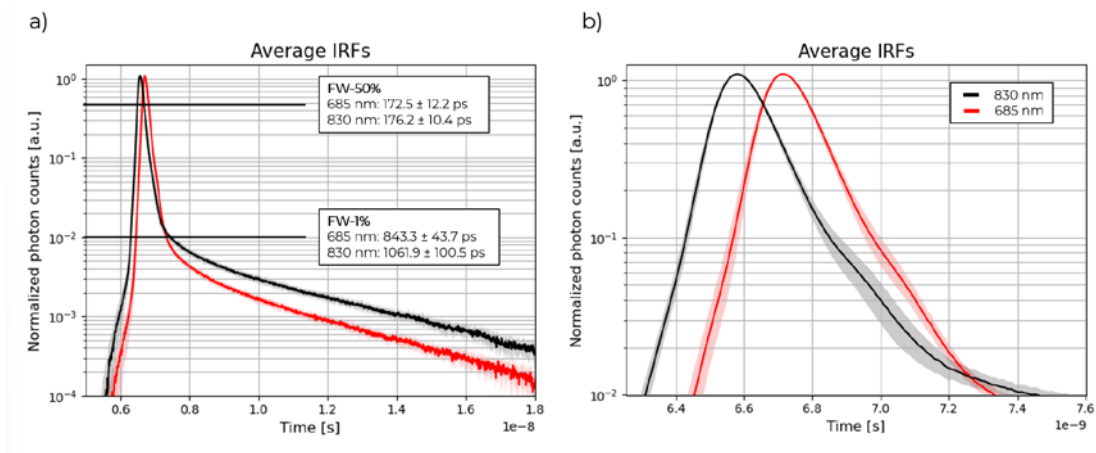 a)
Average IRFs
Normalized photon counts [a.u.]
10⁰
10⁻¹
10⁻²
10⁻³
10⁻⁴
FW-50%
685 nm: 172.5 ± 12.2 ps
830 nm: 176.2 ± 10.4 ps
FW-1%
685 nm: 843.3 ± 43.7 ps
830 nm: 1061.9 ± 100.5 ps
0.6 0.8 1.0 1.2 1.4 1.6 1.8
1e-8
Time [s]
b)
Average IRFs
Normalized photon counts [a.u.]
10⁰
10⁻¹
10⁻²
830 nm
685 nm
6.4 6.6 6.8 7.0 7.2 7.4 7.6
1e-9
Time [s]